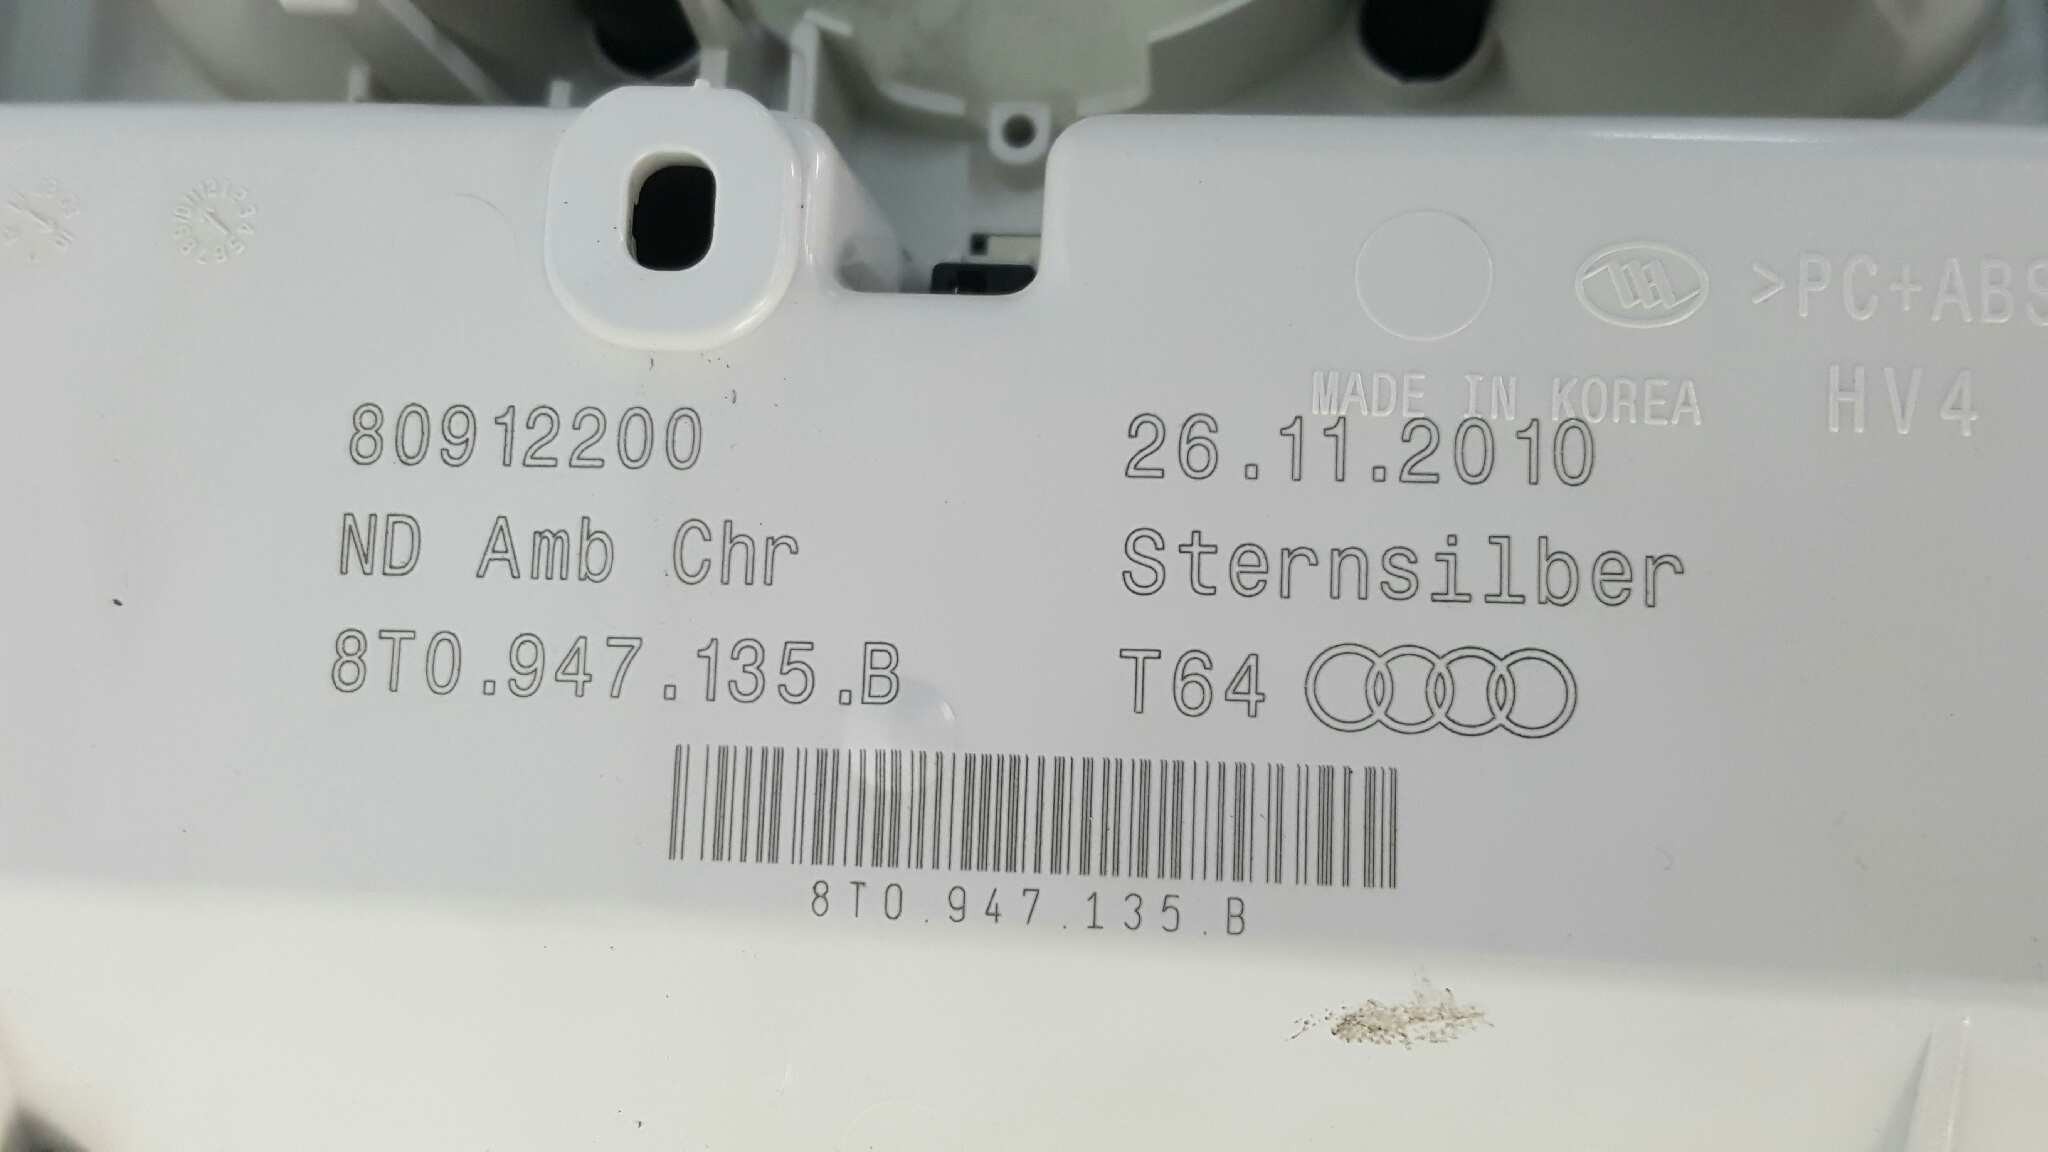 >PC+ABS
MADE IN KOREA HV4
80912200 26.11.2010
ND Amb Chr Sternsilber
8T0.947.135.B T64
8T0.947.135.B